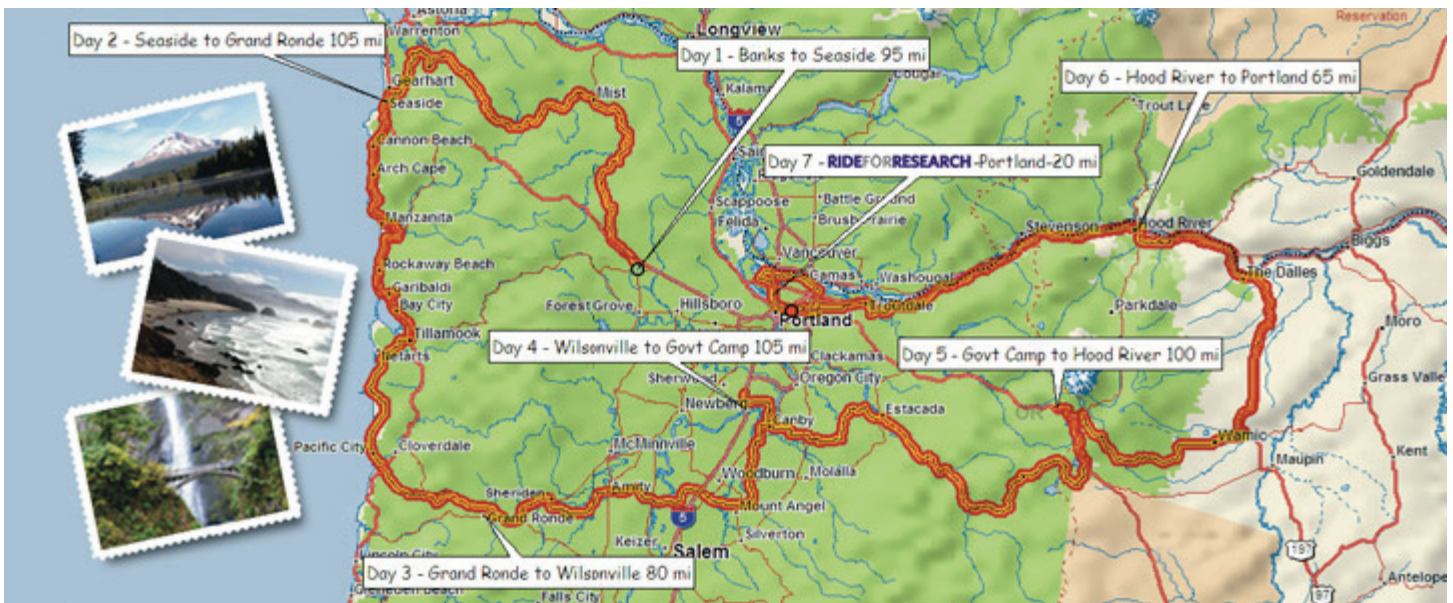 Astoria
Warrenton
Longview
Reservation
Day 2 - Seaside to Grand Ronde 105 mi
Day 1 - Banks to Seaside 95 mi
Cougar
Day 6 - Hood River to Portland 65 mi
Gearhart
Seaside
Mist
Kalama
Trout Lake
5
Cannon Beach
Day 7 - RIDEFORRESEARCH -Portland-20 mi
Arch Cape
Goldendale
Scappoose
Battle Ground
Manzanita
Felida
Brush Prairie
Stevenson
Hood River
Biggs
Vancouver
Rockaway Beach
Camas
Washougal
The Dalles
Garibaldi
Bay City
Forest Grove
Hillsboro
Troutdale
Parkdale
Portland
Moro
Tillamook
Day 4 - Wilsonville to Govt Camp 105 mi
Day 5 - Govt Camp to Hood River 100 mi
Netarts
Clackamas
Sherwood
Oregon City
Grass Valle
Newberg
Estacada
OR
Canby
Pacific City
Cloverdale
McMinnville
Wamic
Woodburn
Molalla
Maupin
Kent
Sheridan
Amity
Grand Ronde
Mount Angel
5
Keizer
Salem
Silverton
Lincoln City
197
Day 3 - Grand Ronde to Wilsonville 80 mi
Gleneden Beach
Falls City
97
Antelope